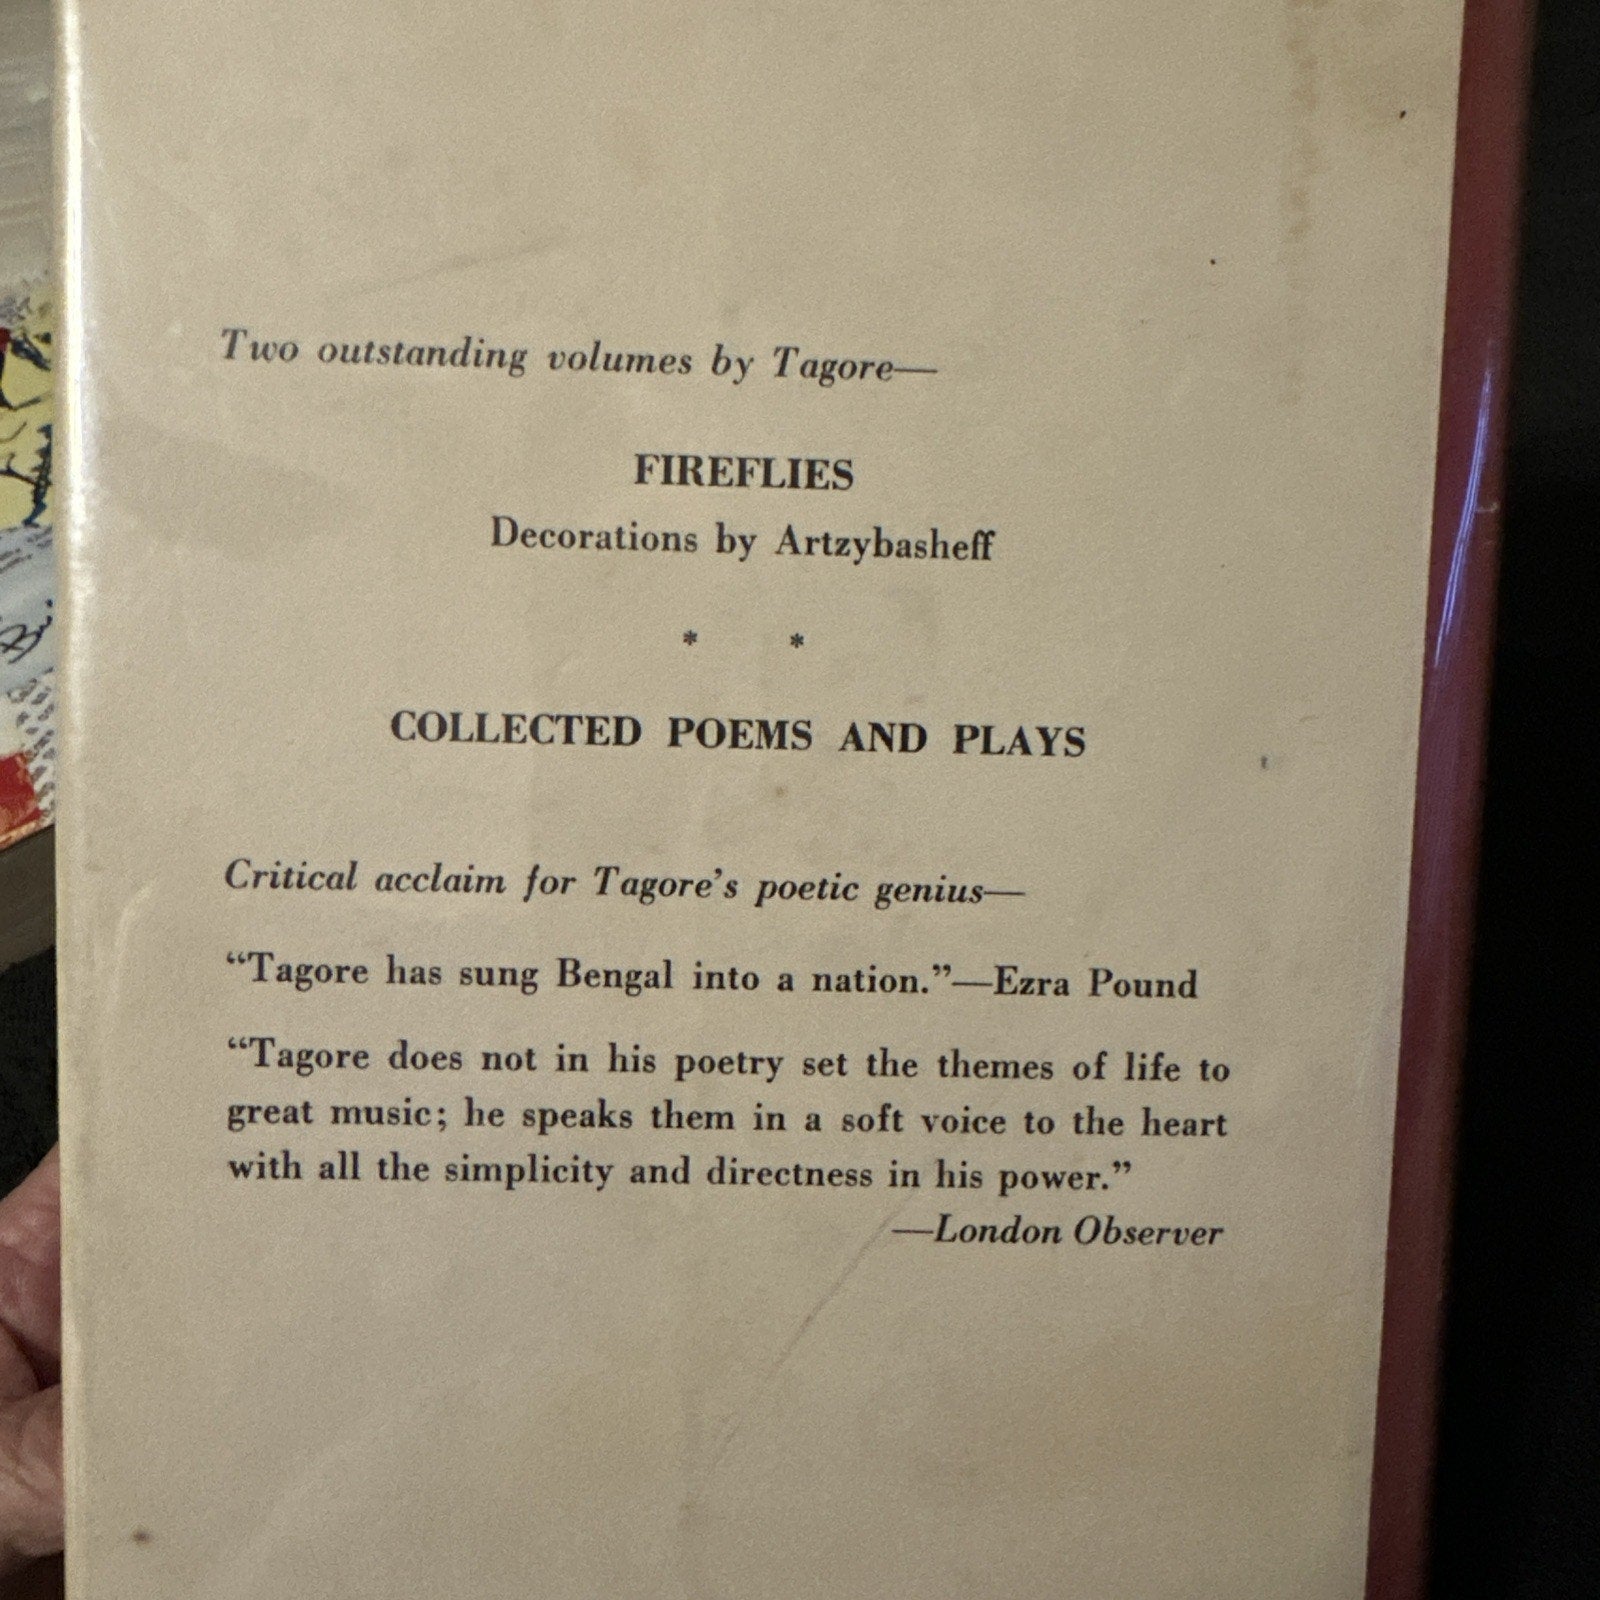 Two outstanding volumes by Tagore—
FIREFLIES
Decorations by Artzybasheff
* *
COLLECTED POEMS AND PLAYS
Critical acclaim for Tagore's poetic genius—
“Tagore has sung Bengal into a nation.”—Ezra Pound
“Tagore does not in his poetry set the themes of life to
great music; he speaks them in a soft voice to the heart
with all the simplicity and directness in his power.”
—London Observer